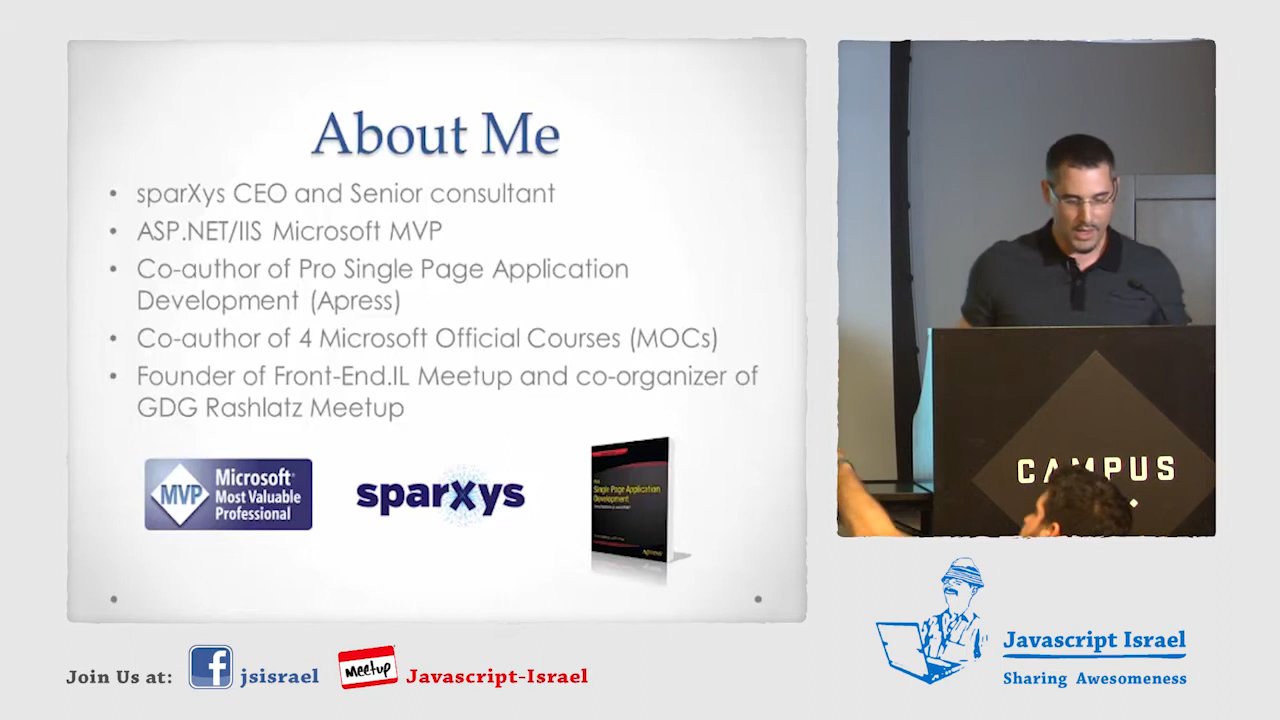 About Me
• sparXys CEO and Senior consultant
• ASP.NET/IIS Microsoft MVP
• Co-author of Pro Single Page Application
Development (Apress)
• Co-author of 4 Microsoft Official Courses (MOCs)
• Founder of Front-End.IL Meetup and co-organizer of
GDG Rashlatz Meetup
MVP
Microsoft®
Most Valuable
Professional
sparXys
Single Page Application
Development
CAMPUS
Join Us at:
jsisrael
Meetup
Javascript-Israel
Javascript Israel
Sharing Awesomeness